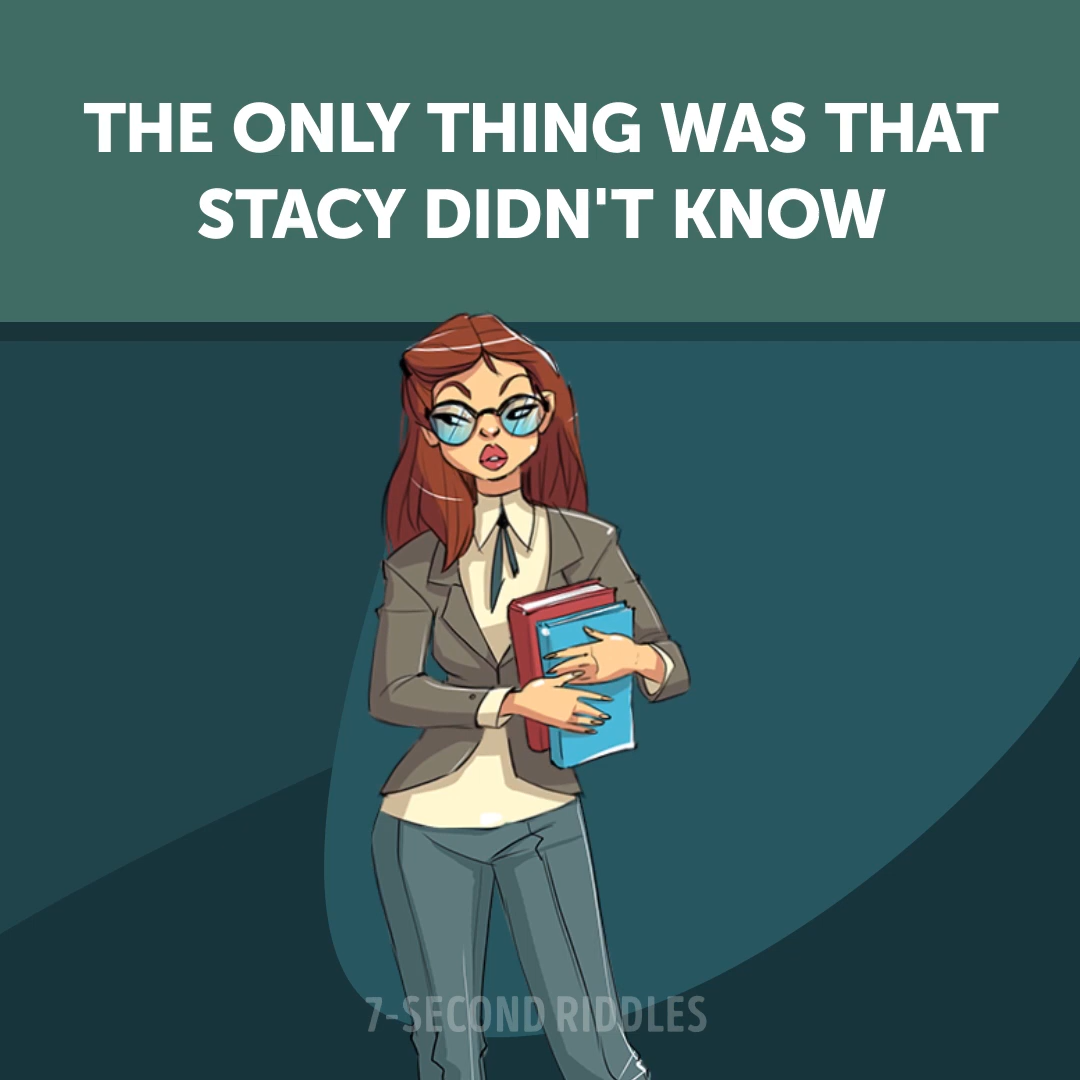 THE ONLY THING WAS THAT
STACY DIDN'T KNOW
7-SECOND RIDDLES